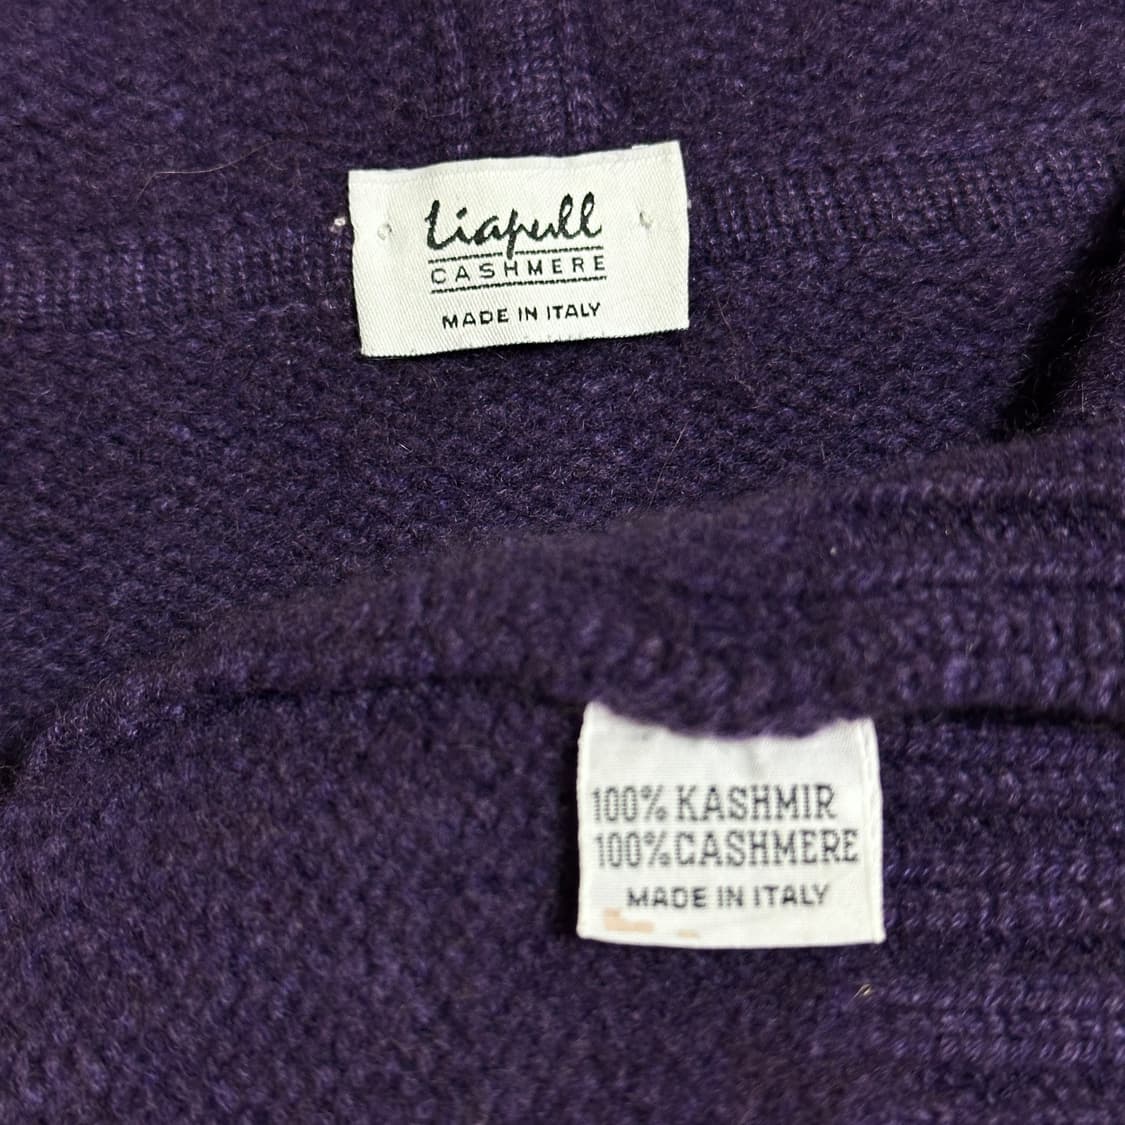 Liapull
CASHMERE
MADE IN ITALY
100% KASHMIR
100% CASHMERE
MADE IN ITALY